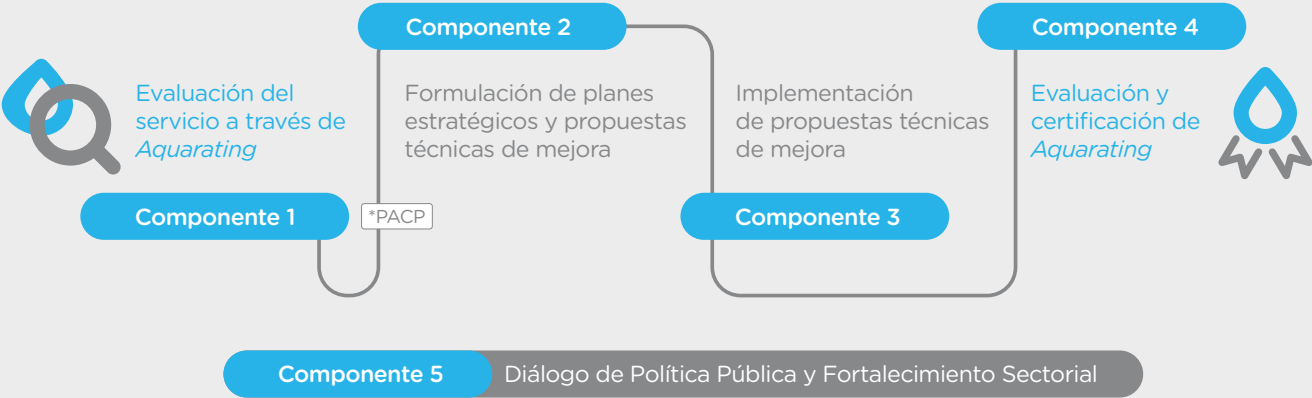 Componente 1
Evaluación del
servicio a través de
Aquarating
*PACP
Componente 2
Formulación de planes
estratégicos y propuestas
técnicas de mejora
Componente 3
Implementación
de propuestas técnicas
de mejora
Componente 4
Evaluación y
certificación de
Aquarating
Componente 5
Diálogo de Política Pública y Fortalecimiento Sectorial